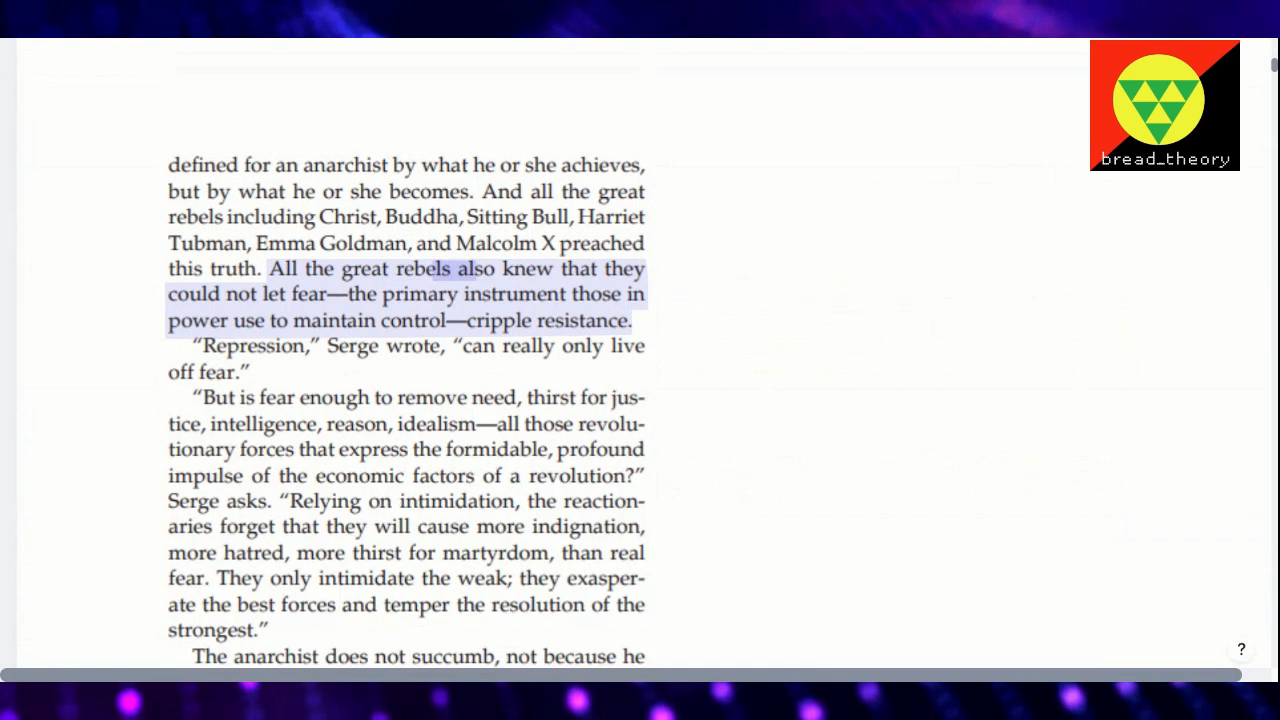 bread_theory
defined for an anarchist by what he or she achieves,
but by what he or she becomes. And all the great
rebels including Christ, Buddha, Sitting Bull, Harriet
Tubman, Emma Goldman, and Malcolm X preached
this truth. All the great rebels also knew that they
could not let fear—the primary instrument those in
power use to maintain control—cripple resistance.
“Repression,” Serge wrote, “can really only live
off fear.”
“But is fear enough to remove need, thirst for jus-
tice, intelligence, reason, idealism—all those revolu-
tionary forces that express the formidable, profound
impulse of the economic factors of a revolution?”
Serge asks. “Relying on intimidation, the reaction-
aries forget that they will cause more indignation,
more hatred, more thirst for martyrdom, than real
fear. They only intimidate the weak; they exasper-
ate the best forces and temper the resolution of the
strongest.”
The anarchist does not succumb, not because he
?